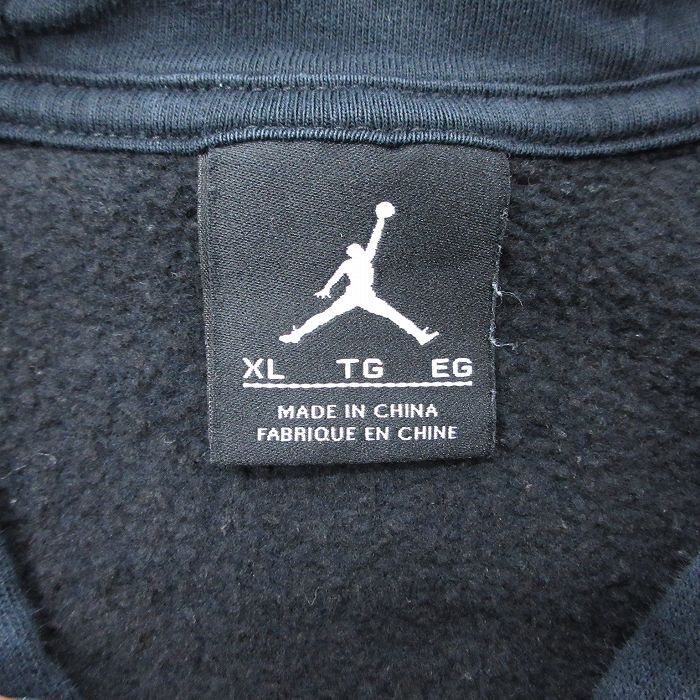 XL TG EG
MADE IN CHINA
FABRIQUE EN CHINE